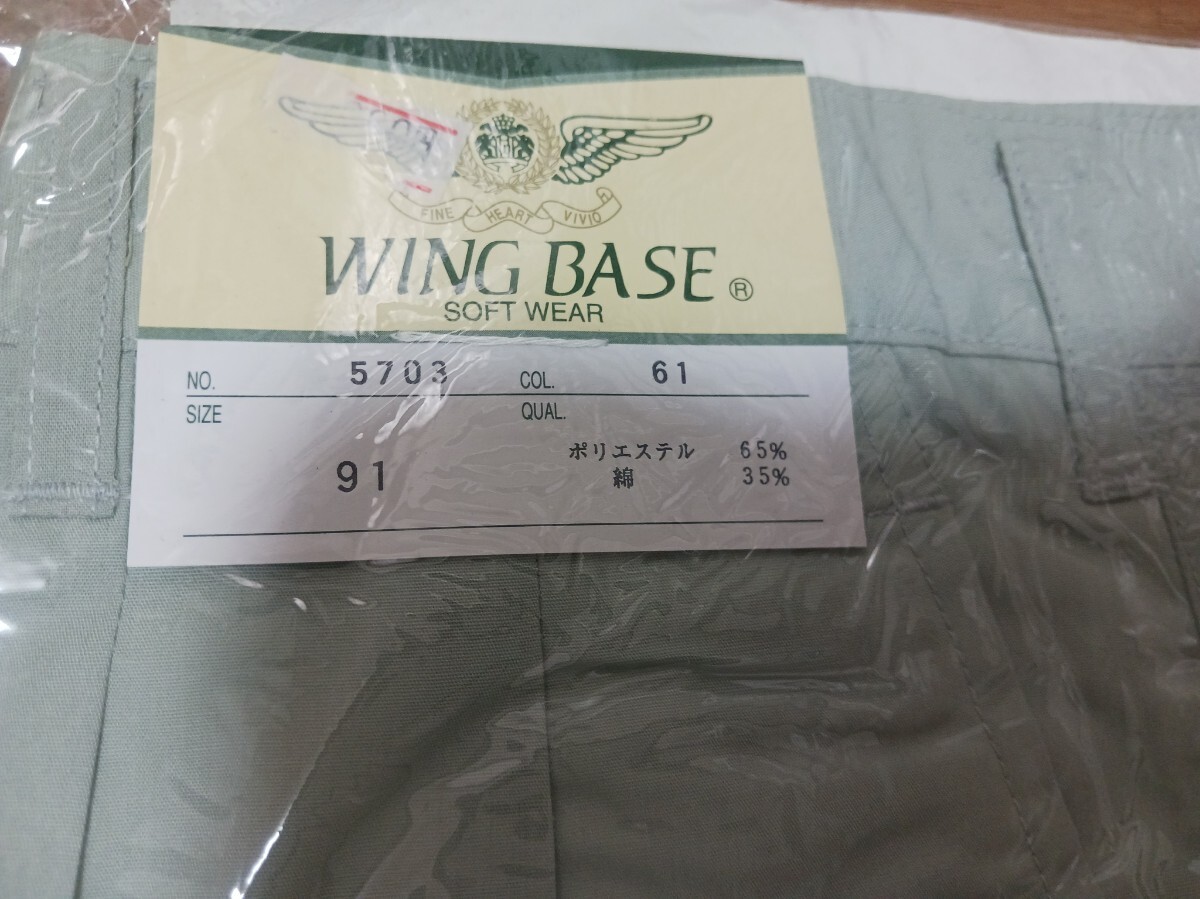 FINE HEART VIVIO
WING BASE ®
SOFT WEAR
NO. 5703 COL. 61
SIZE QUAL.
91
ポリエステル 65%
綿 35%